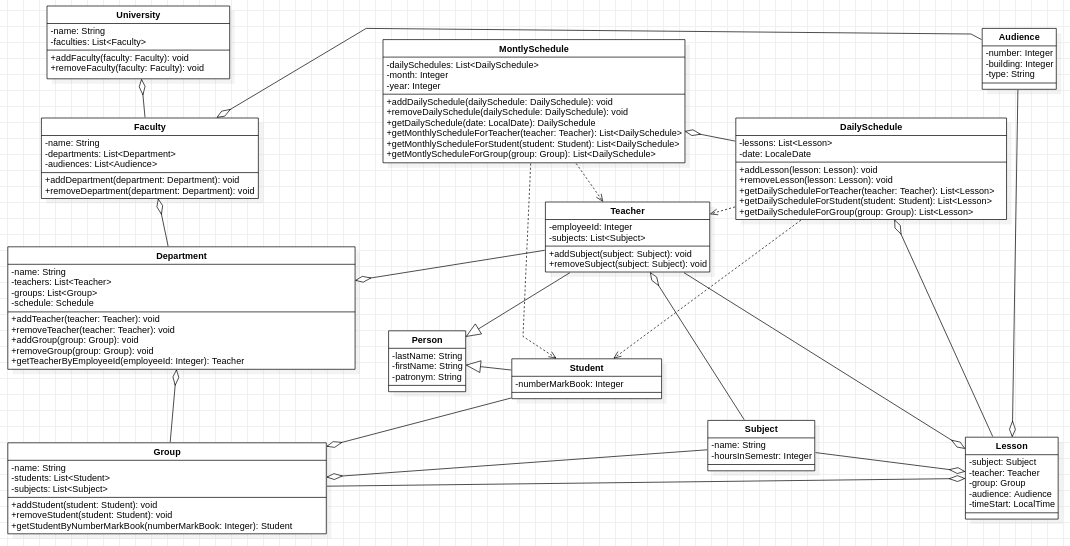 University
-name: String
-faculties: List<Faculty>
+addFaculty(faculty: Faculty): void
+removeFaculty(faculty: Faculty): void
MontlySchedule
-dailySchedules: List<DailySchedule>
-month: Integer
-year: Integer
+addDailySchedule(dailySchedule: DailySchedule): void
+removeDailySchedule(dailySchedule: DailySchedule): void
+getDailySchedule(date: LocalDate): DailySchedule
+getMonthlyScheduleForTeacher(teacher: Teacher): List<DailySchedule>
+getMonthlyScheduleForStudent(student: Student): List<DailySchedule>
+getMonthlyScheduleForGroup(group: Group): List<DailySchedule>
Audience
-number: Integer
-building: Integer
-type: String
Faculty
-name: String
-departments: List<Department>
-audiences: List<Audience>
+addDepartment(department: Department): void
+removeDepartment(department: Department): void
DailySchedule
-lessons: List<Lesson>
-date: LocaleDate
+addLesson(lesson: Lesson): void
+removeLesson(lesson: Lesson): void
+getDailyScheduleForTeacher(teacher: Teacher): List<Lesson>
+getDailyScheduleForStudent(student: Student): List<Lesson>
+getDailyScheduleForGroup(group: Group): List<Lesson>
Teacher
-employeeId: Integer
-subjects: List<Subject>
+addSubject(subject: Subject): void
+removeSubject(subject: Subject): void
Department
-name: String
-teachers: List<Teacher>
-groups: List<Group>
-schedule: Schedule
+addTeacher(teacher: Teacher): void
+removeTeacher(teacher: Teacher): void
+addGroup(group: Group): void
+removeGroup(group: Group): void
+getTeacherByEmployeeId(employeeId: Integer): Teacher
Person
-lastName: String
-firstName: String
-patronym: String
Student
-numberMarkBook: Integer
Subject
-name: String
-hoursInSemestr: Integer
Group
-name: String
-students: List<Student>
-subjects: List<Subject>
+addStudent(student: Student): void
+removeStudent(student: Student): void
+getStudentByNumberMarkBook(numberMarkBook: Integer): Student
Lesson
-subject: Subject
-teacher: Teacher
-group: Group
-audience: Audience
-timeStart: LocalTime